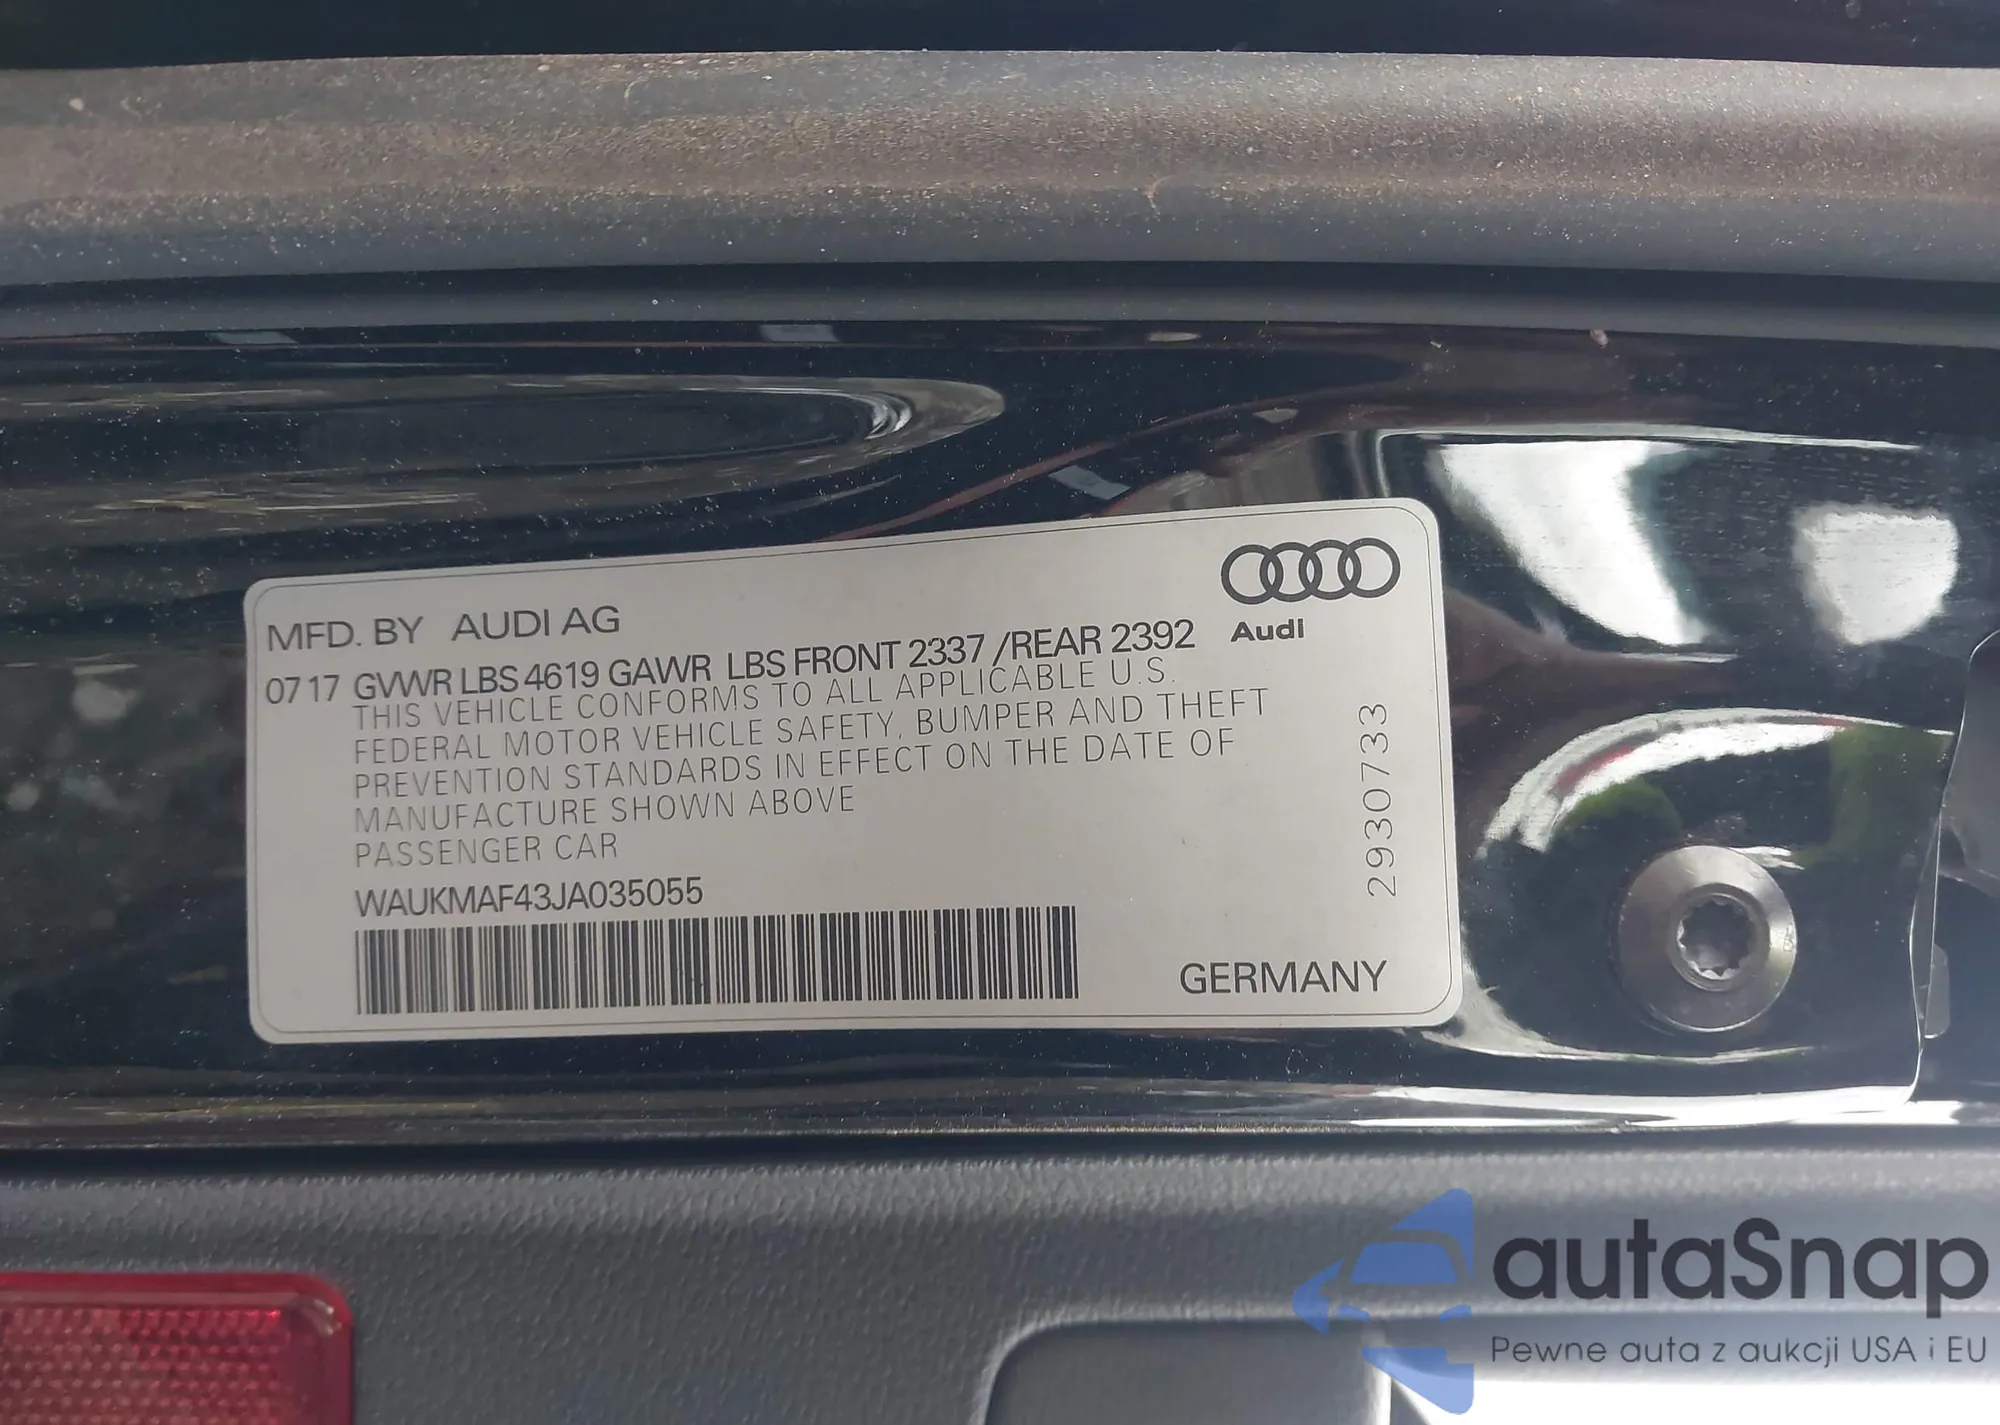 MFD. BY AUDI AG
Audi
07 17 GVWR LBS 4619 GAWR LBS FRONT 2337 /REAR 2392
THIS VEHICLE CONFORMS TO ALL APPLICABLE U.S.
FEDERAL MOTOR VEHICLE SAFETY, BUMPER AND THEFT
PREVENTION STANDARDS IN EFFECT ON THE DATE OF
MANUFACTURE SHOWN ABOVE
PASSENGER CAR
WAUKMAF43JA035055
2930733
GERMANY
autaSnap
Pewne auta z aukcji USA i EU